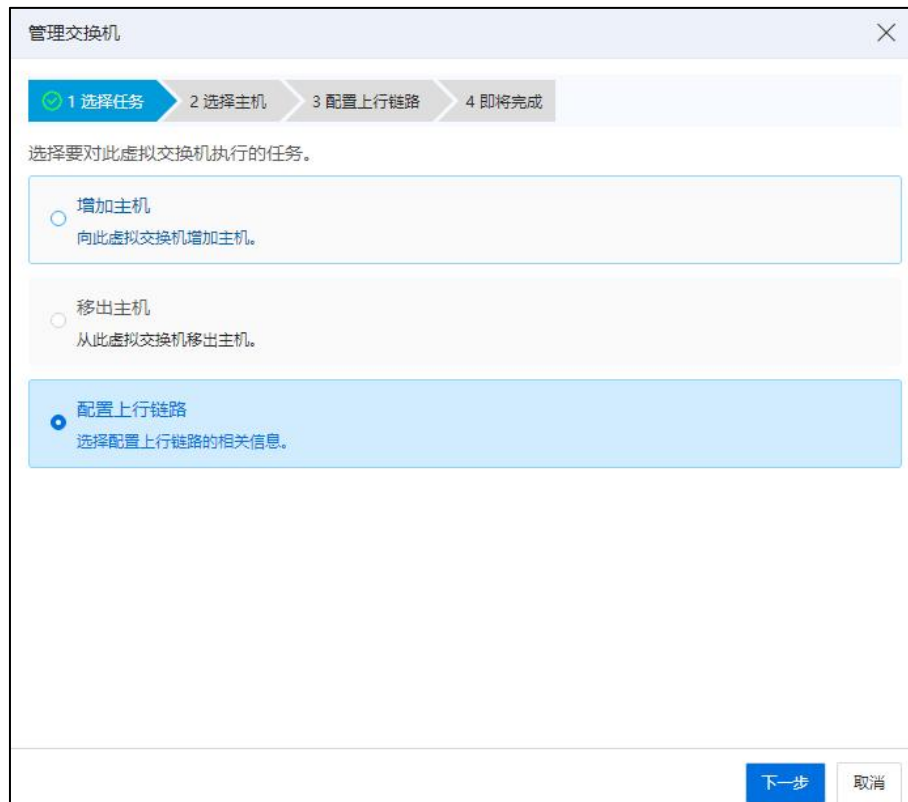 管理交换机
1 选择任务 2 选择主机 3 配置上行链路 4 即将完成
选择要对此虚拟交换机执行的任务。
增加主机
向此虚拟交换机增加主机。
移出主机
从此虚拟交换机移出主机。
配置上行链路
选择配置上行链路的相关信息。
下一步 取消